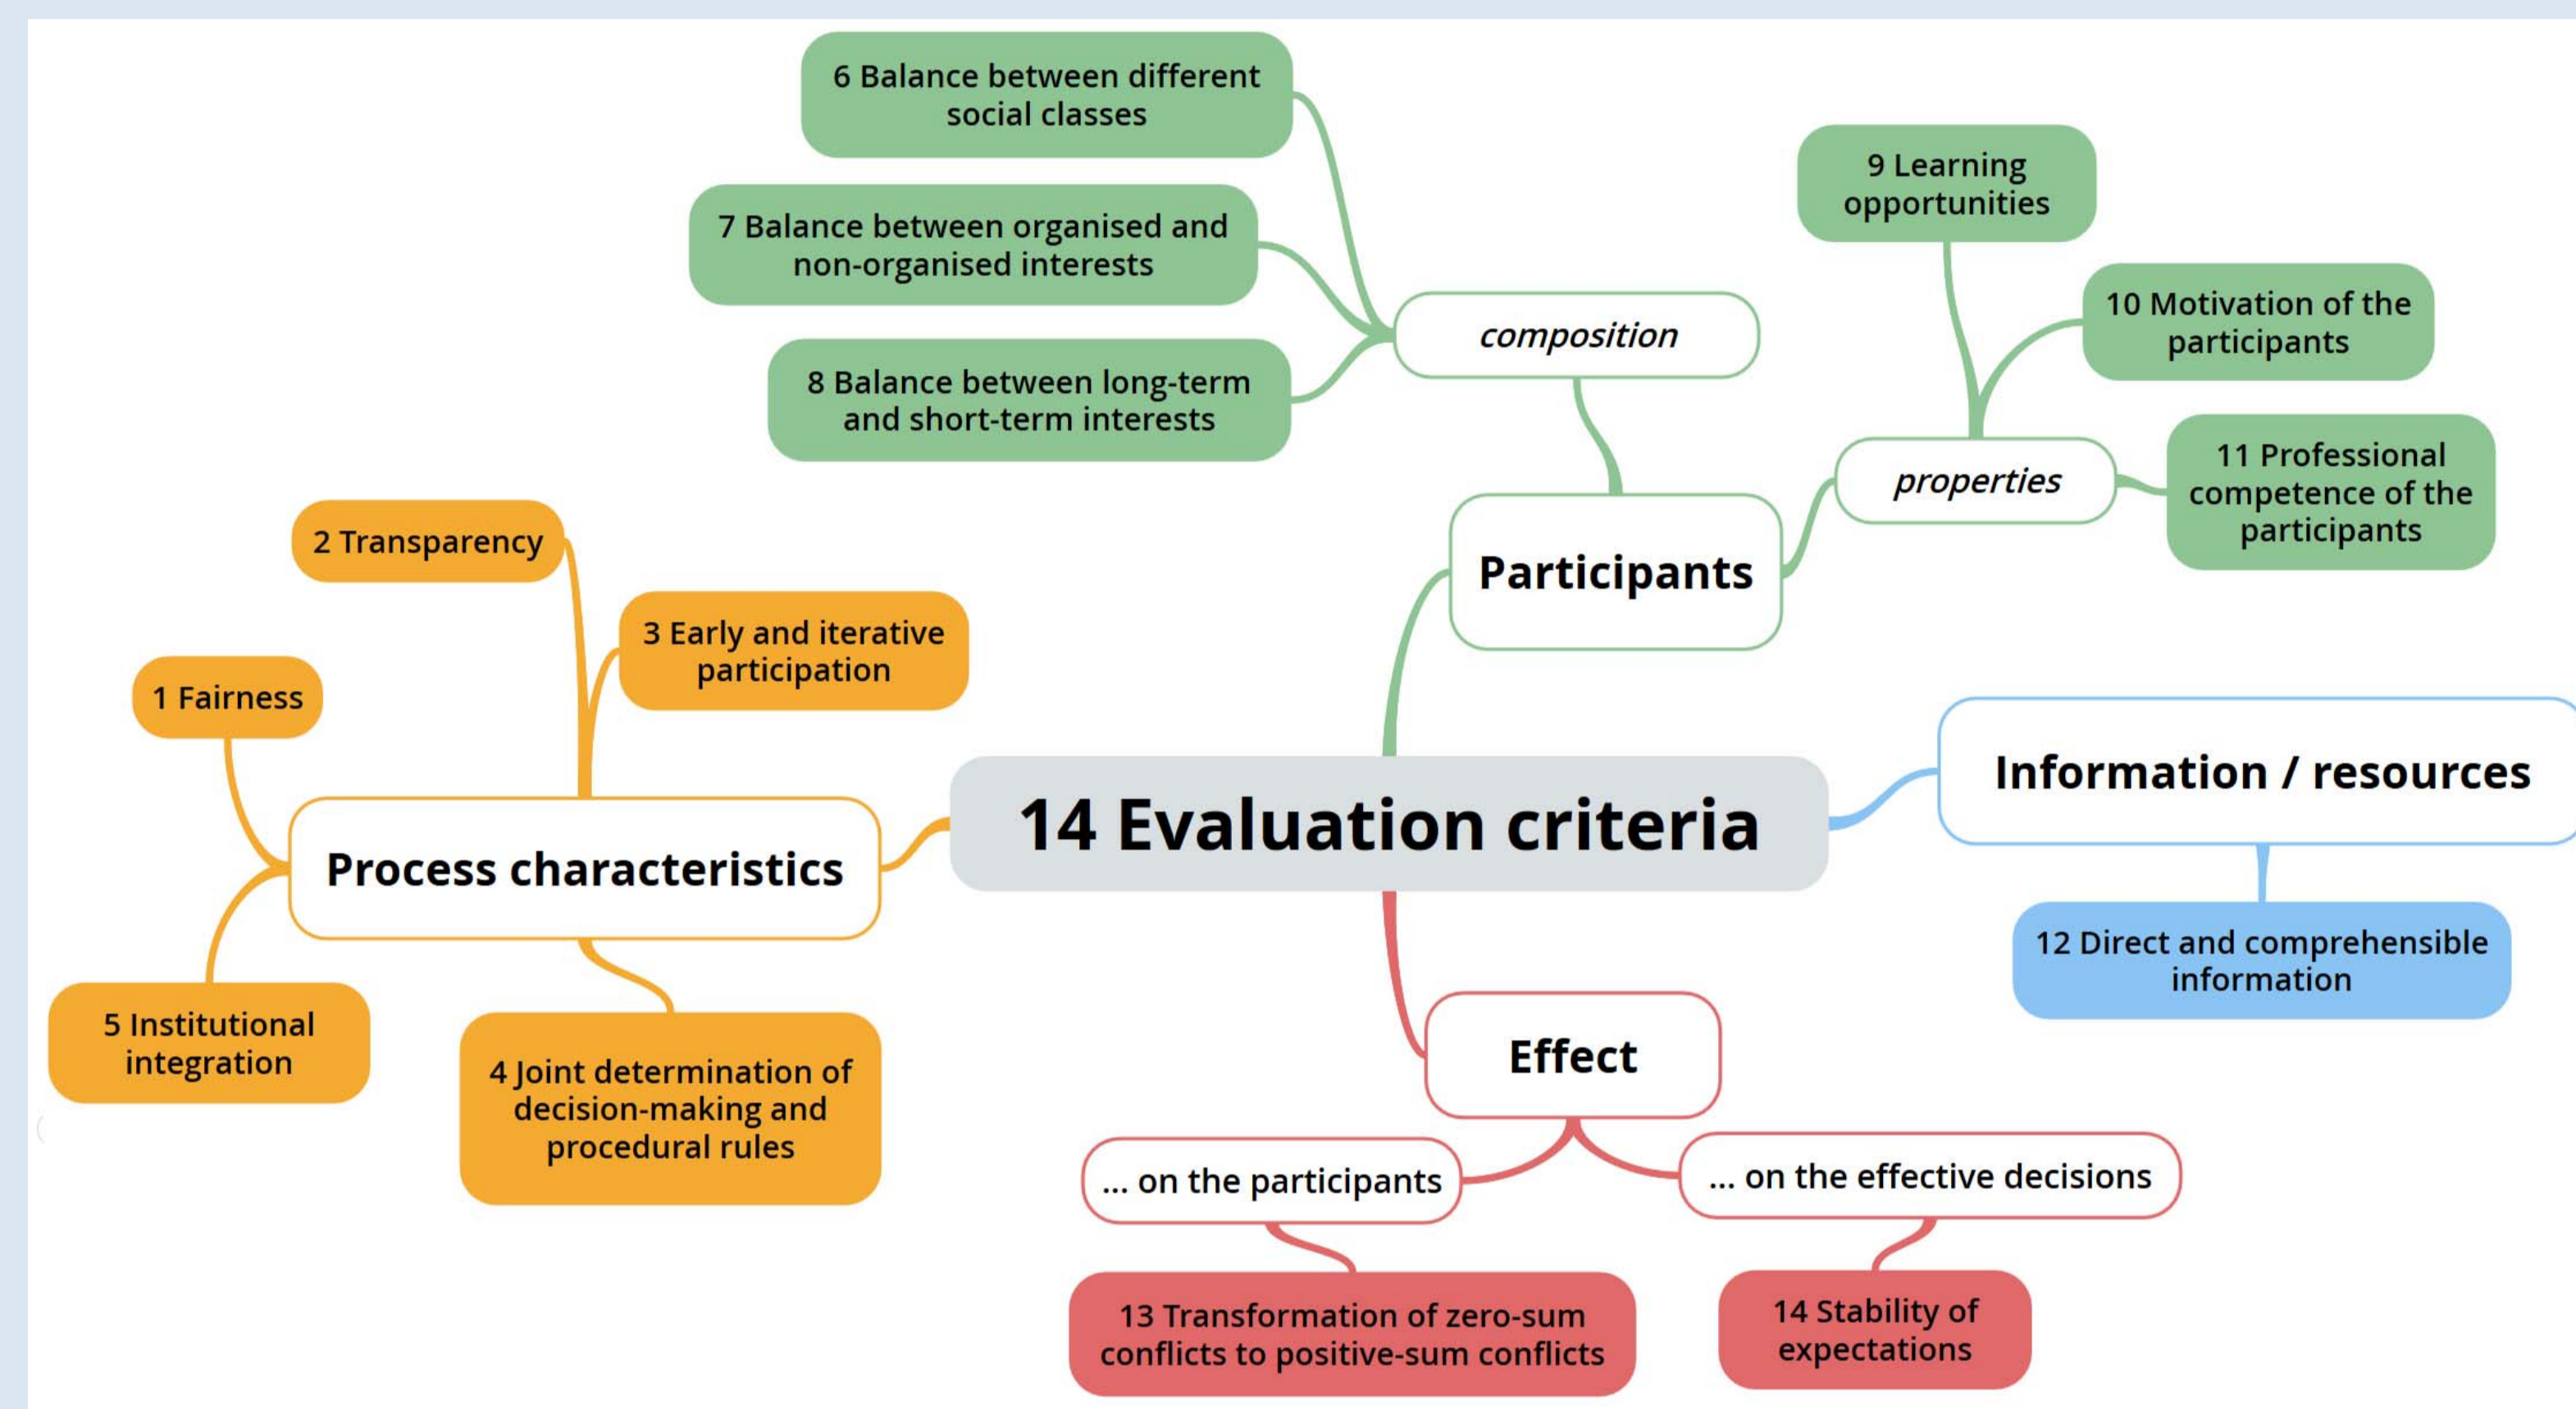 6 Balance between different
social classes
7 Balance between organised and
non-organised interests
8 Balance between long-term
and short-term interests
composition
9 Learning
opportunities
10 Motivation of the
participants
11 Professional
competence of the
participants
properties
Participants
2 Transparency
3 Early and iterative
participation
1 Fairness
Process characteristics
5 Institutional
integration
4 Joint determination of
decision-making and
procedural rules
14 Evaluation criteria
Information / resources
12 Direct and comprehensible
information
Effect
... on the participants
... on the effective decisions
13 Transformation of zero-sum
conflicts to positive-sum conflicts
14 Stability of
expectations